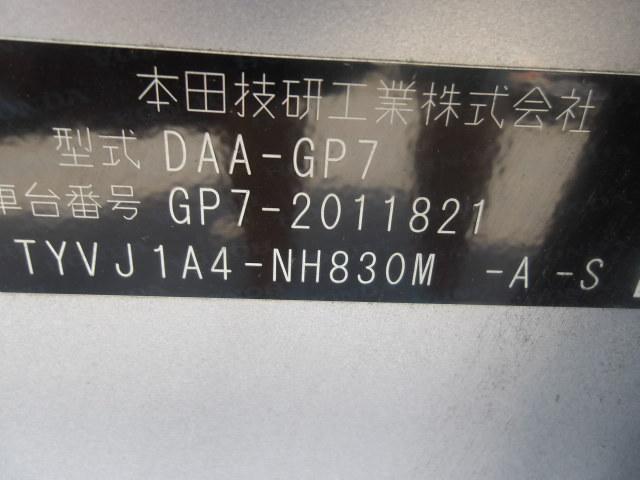 本田技研工業株式会社
型式 DAA-GP7
車台番号 GP7-2011821
TYVJ1A4-NH830M -A -S